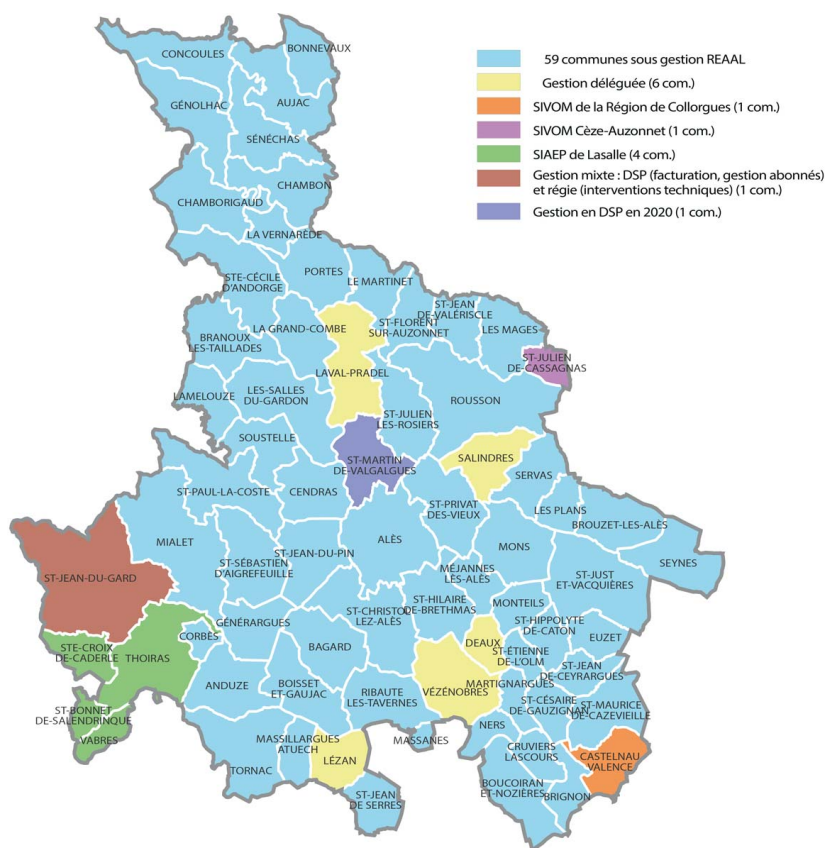 59 communes sous gestion REAAL
Gestion déléguée (6 com.)
SIVOM de la Région de Collorgues (1 com.)
SIVOM Cèze-Auzonnet (1 com.)
SIAEP de Lasalle (4 com.)
Gestion mixte : DSP (facturation, gestion abonnés)
et régie (interventions techniques) (1 com.)
Gestion en DSP en 2020 (1 com.)
CONCOULES
BONNEVAUX
GÉNOLHAC
AUJAC
SÉNÉCHAS
CHAMBON
CHAMBORIGAUD
LA VERNARÈDE
PORTES
STE-CÉCILE
D'ANDORGE
LE MARTINET
ST-JEAN
DE-VALÉRISCLE
ST-FLORENT
SUR-AUZONNET
LES MAGES
LA GRAND-COMBE
BRANOUX
LES-TAILLADES
ST-JULIEN
DE-CASSAGNAS
LAVAL-PRADEL
LAMELOUZE
LES-SALLES
DU-GARDON
ROUSSON
ST-JULIEN
LES-ROSIERS
SOUSTELLE
ST-MARTIN
DE-VALGALGUES
SALINDRES
SERVAS
ST-PAUL-LA-COSTE
CENDRAS
ST-PRIVAT
DES-VIEUX
LES PLANS
BROUZET-LES-ALÈS
MIALET
ALÈS
MONS
ST-JEAN-DU-PIN
ST-SÉBASTIEN
D'AIGREFEUILLE
SEYNES
ST-JEAN-DU-GARD
MÉJANNES
LES-ALÈS
ST-JUST
ET-VACQUIÈRES
ST-HILAIRE
DE-BRETHMAS
MONTEILS
ST-CHRISTOL
LEZ-ALÈS
GÉNÉRARGUES
ST-HIPPOLYTE
DE-CATON
CORBÈS
EUZET
BAGARD
DEAUX
STE-CROIX
DE-CADERLE
THOIRAS
ST-ÉTIENNE
DE-L'OLM
ST-JEAN
DE-CEYRARGUES
ANDUZE
BOISSET
ET-GAUJAC
RIBAUTE
LES-TAVERNES
VÉZÉNOBRES
MARTIGNARGUES
ST-CÉSAIRE
DE-GAUZIGNAN
ST-MAURICE
DE-CAZEVIEILLE
ST-BONNET
DE-SALENDRINQUE
VABRES
NERS
MASSILLARGUES
ATUECH
MASSANES
CRUVIERS
LASCOURS
CASTELNAU
VALENCE
LÉZAN
TORNAC
BOUCOIRAN
ET-NOZIÈRES
BRIGNON
ST-JEAN
DE SERRES